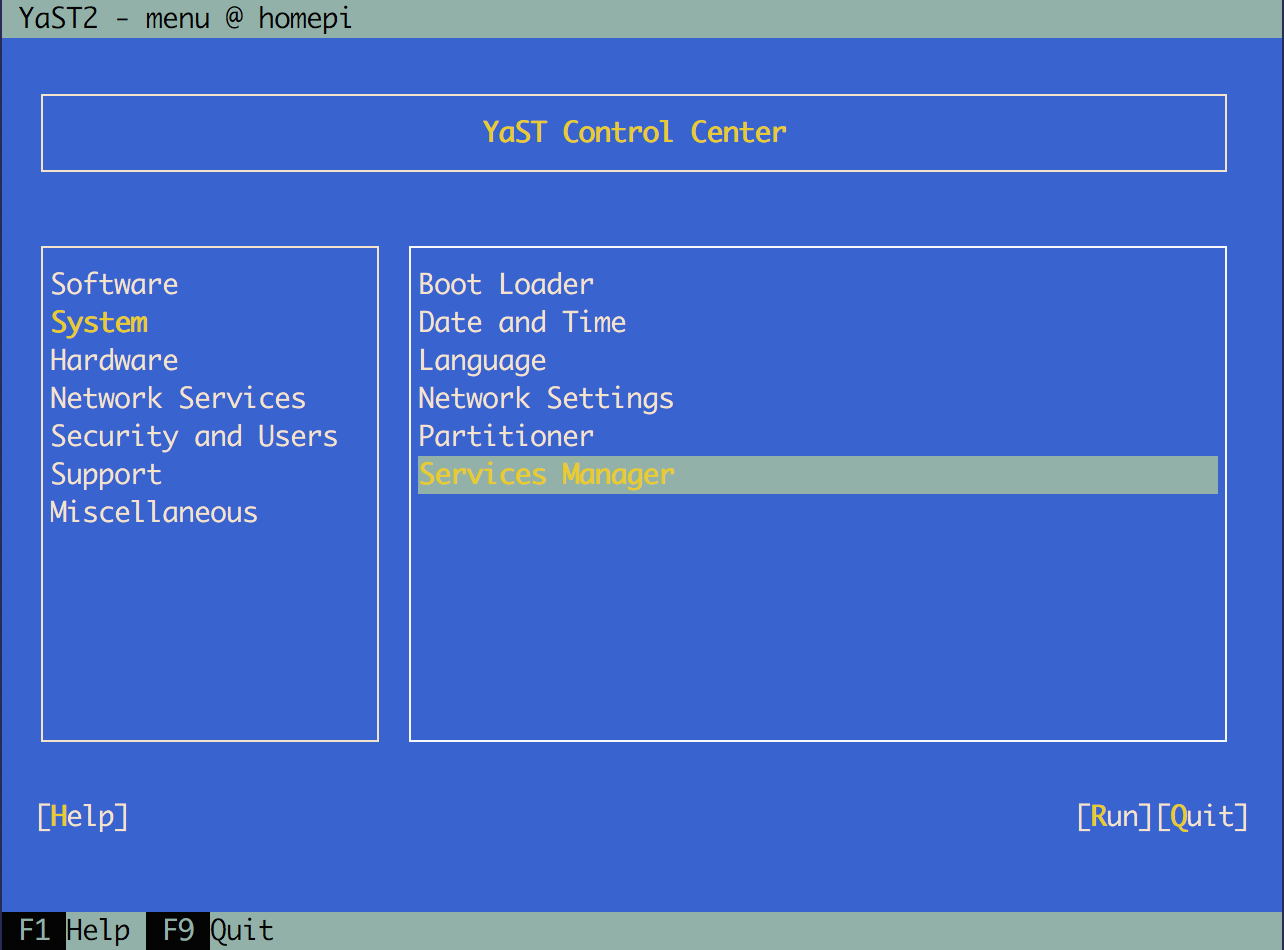 YaST2 - menu @ homepi
YaST Control Center
Software
System
Hardware
Network Services
Security and Users
Support
Miscellaneous
Boot Loader
Date and Time
Language
Network Settings
Partitioner
Services Manager
[Help]
[Run][Quit]
F1 Help F9 Quit